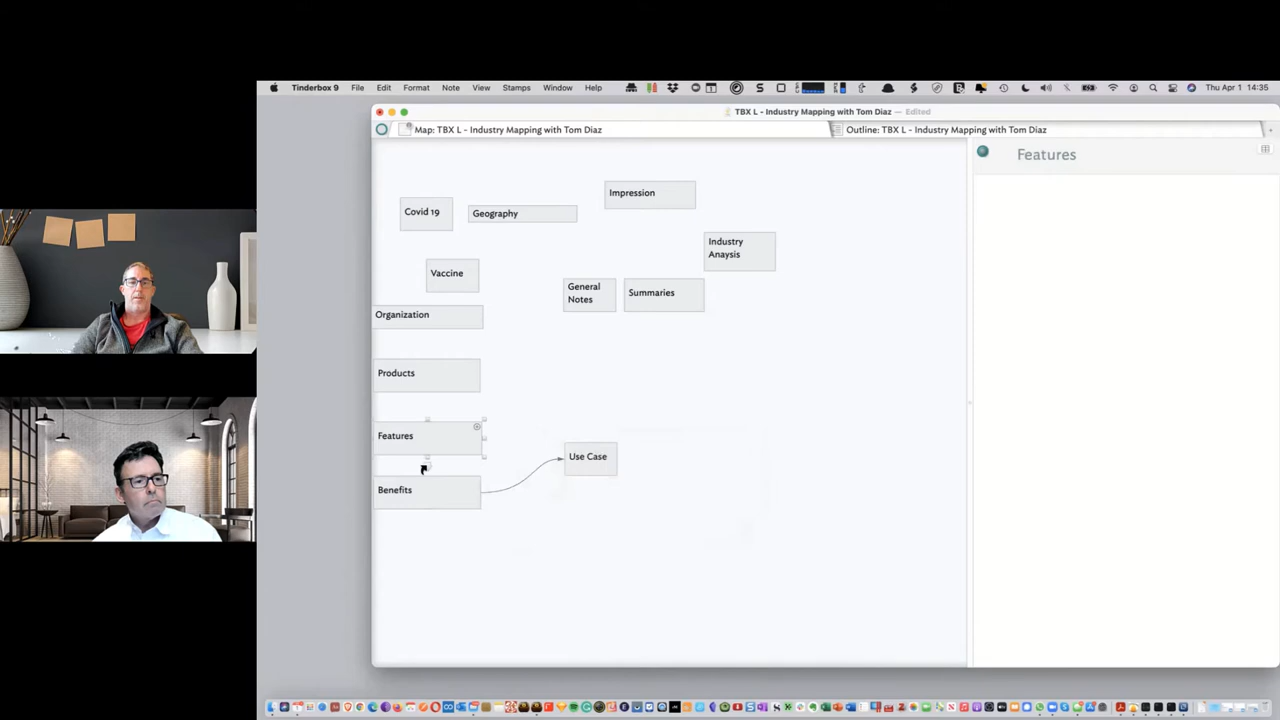 Tinderbox 9 File Edit Format Note View Stamps Window Help Thu Apr 1 14:35
TBX L - Industry Mapping with Tom Diaz — Edited
Map: TBX L - Industry Mapping with Tom Diaz
Outline: TBX L - Industry Mapping with Tom Diaz
Features
Impression
Covid 19
Geography
Industry
Anaysis
Vaccine
General
Notes
Summaries
Organization
Products
Features
Use Case
Benefits